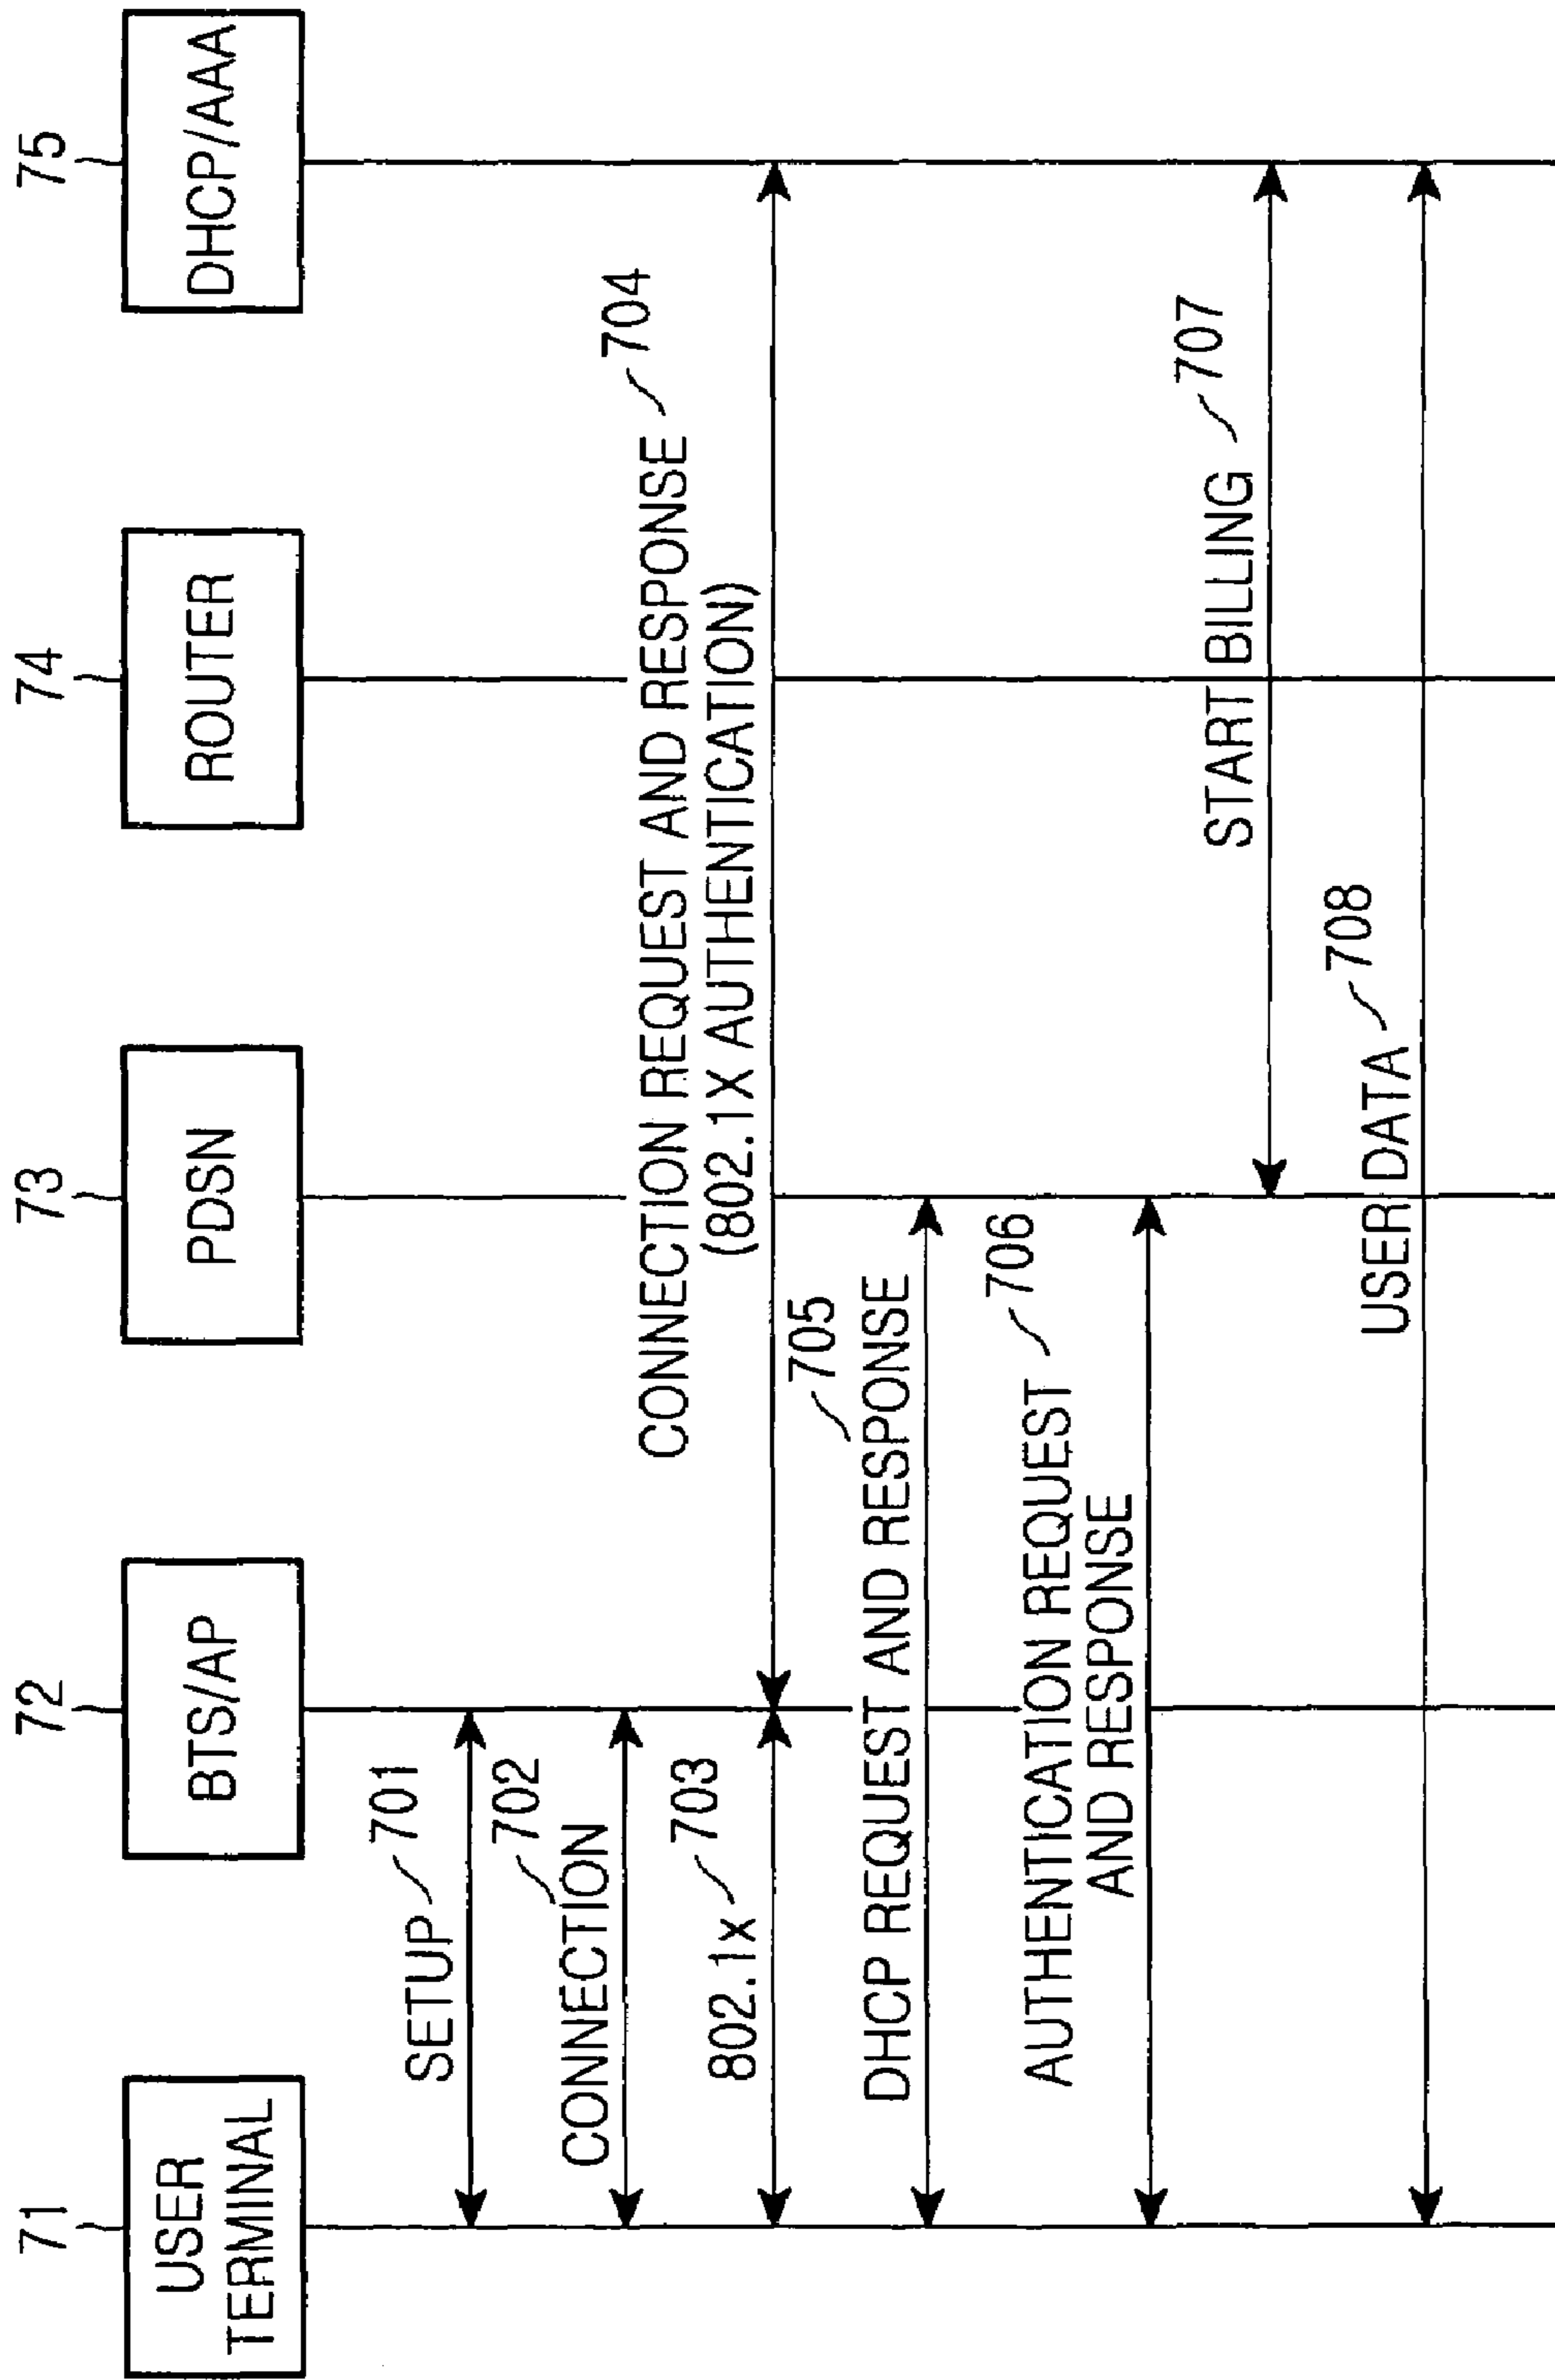 71
USER
TERMINAL
72
BTS/AP
73
PDSN
74
ROUTER
75
DHCP/AAA
SETUP 701
702
CONNECTION
802.1x 703
CONNECTION REQUEST AND RESPONSE 704
(802.1X AUTHENTICATION)
705
DHCP REQUEST AND RESPONSE
AUTHENTICATION REQUEST 706
AND RESPONSE
START BILLING 707
USER DATA 708